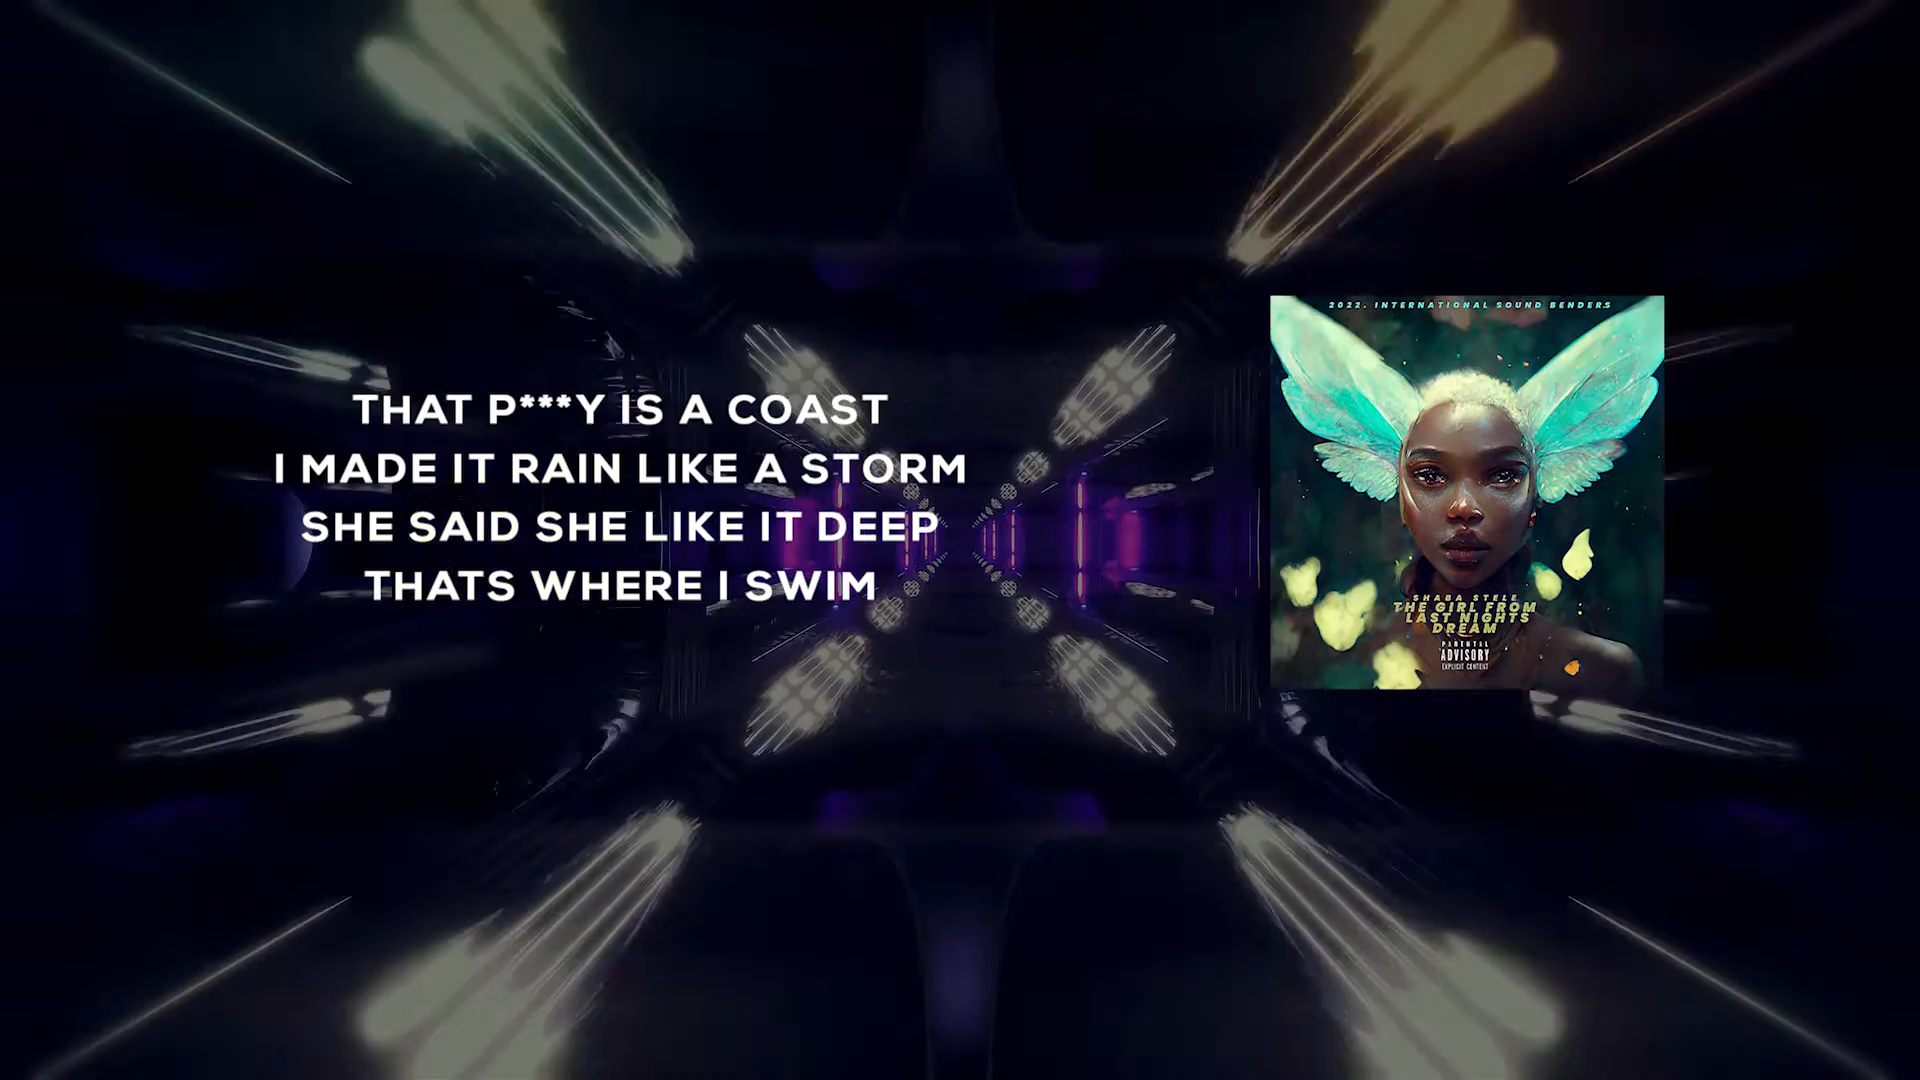 THAT P***Y IS A COAST
I MADE IT RAIN LIKE A STORM
SHE SAID SHE LIKE IT DEEP
THATS WHERE I SWIM
2022. INTERNATIONAL SOUND BENDERS
SHABA STELE
THE GIRL FROM
LAST NIGHTS
DREAM
PARENTAL
ADVISORY
EXPLICIT CONTENT